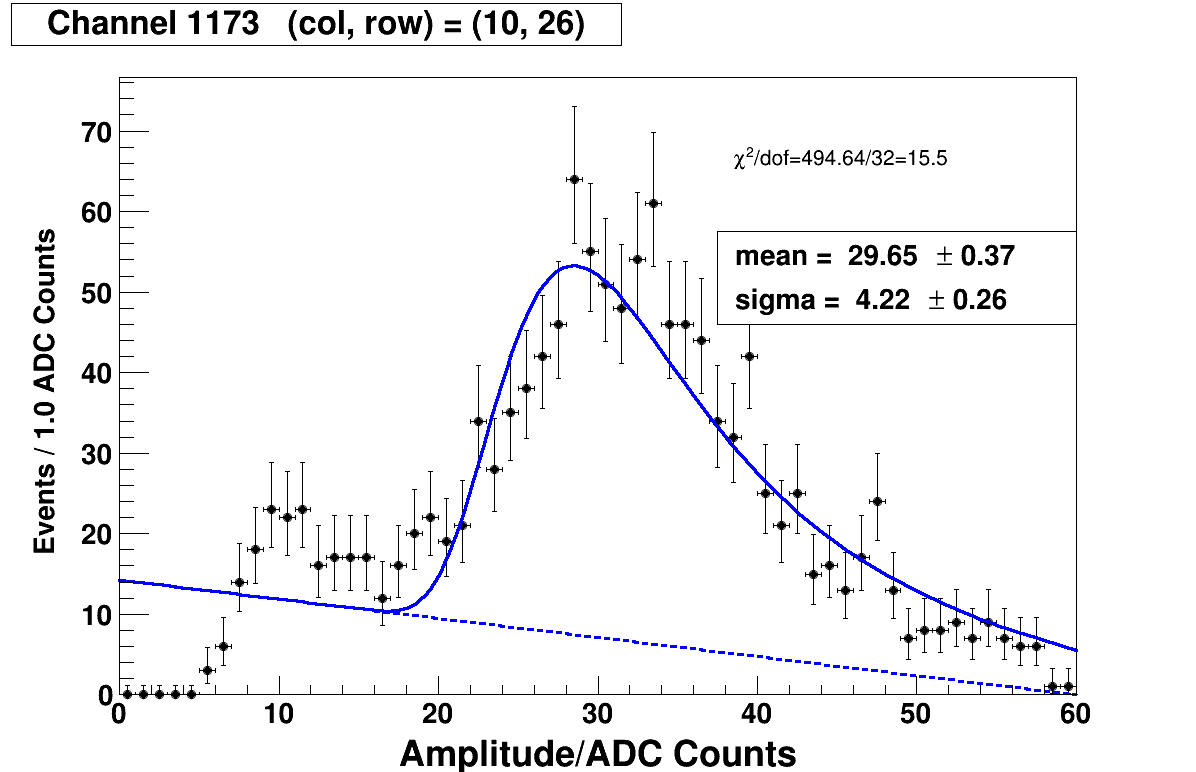 Channel 1173 (col, row) = (10, 26)
70
60
50
40
30
20
10
0
Events / 1.0 ADC Counts
χ²/dof=494.64/32=15.5
mean = 29.65 ± 0.37
sigma = 4.22 ± 0.26
0 10 20 30 40 50 60
Amplitude/ADC Counts